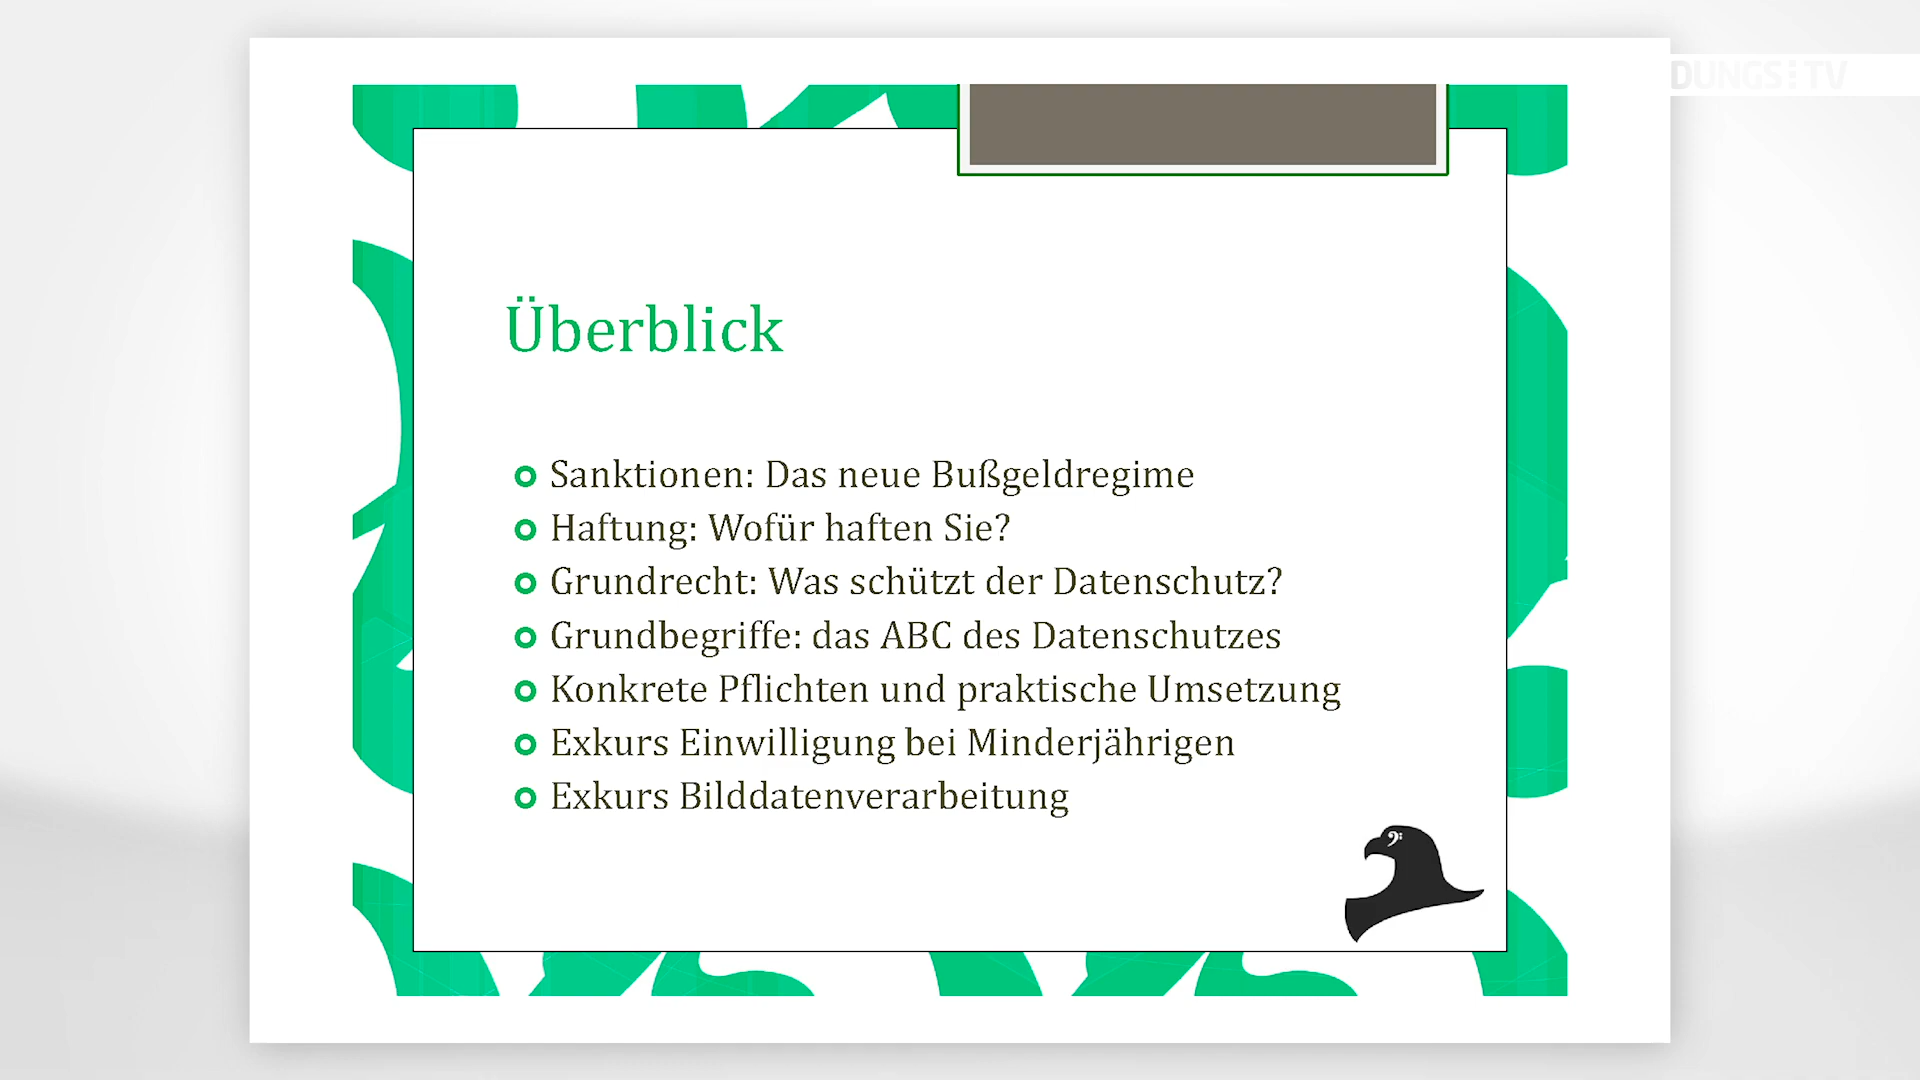 DUNGS TV
Überblick
Sanktionen: Das neue Bußgeldregime
Haftung: Wofür haften Sie?
Grundrecht: Was schützt der Datenschutz?
Grundbegriffe: das ABC des Datenschutzes
Konkrete Pflichten und praktische Umsetzung
Exkurs Einwilligung bei Minderjährigen
Exkurs Bilddatenverarbeitung